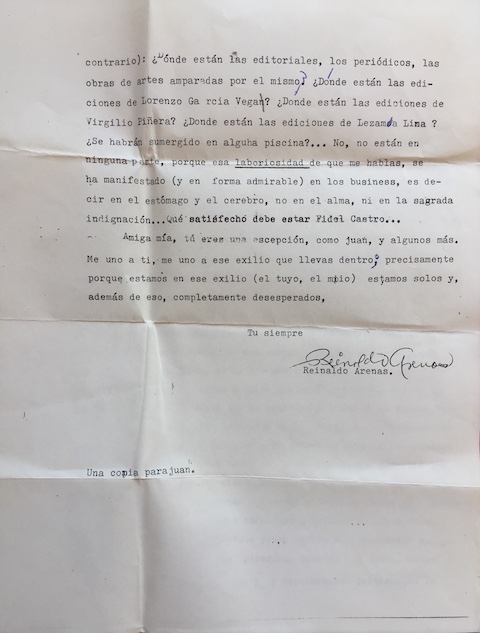 contrario): ¿Dónde están las editoriales, los periódicos, las
obras de artes amparadas por el mismo? ¿Dónde están las edi-
ciones de Lorenzo Ga rcía Vega? ¿Donde están las ediciones de
Virgilio Piñera? ¿Donde están las ediciones de Lezama Lima ?
¿Se habrán sumergido en alguha piscina?... No, no están en
ninguna parte, porque esa laboriosidad de que me hablas, se
ha manifestado (y en forma admirable) en los business, es de-
cir en el estómago y el cerebro, no en el alma, ni en la sagrada
indignación...Qué satisfecho debe estar Fidel Castro...
Amiga mía, tú eres una escepción, como juan, y algunos más.
Me uno a ti, me uno a ese exilio que llevas dentro; precisamente
porque estamos en ese exilio (el tuyo, el mio) estamos solos y,
además de eso, completamente desesperados,
Tu siempre
Reinaldo Arenas
Reinaldo Arenas.
Una copia parajuan.